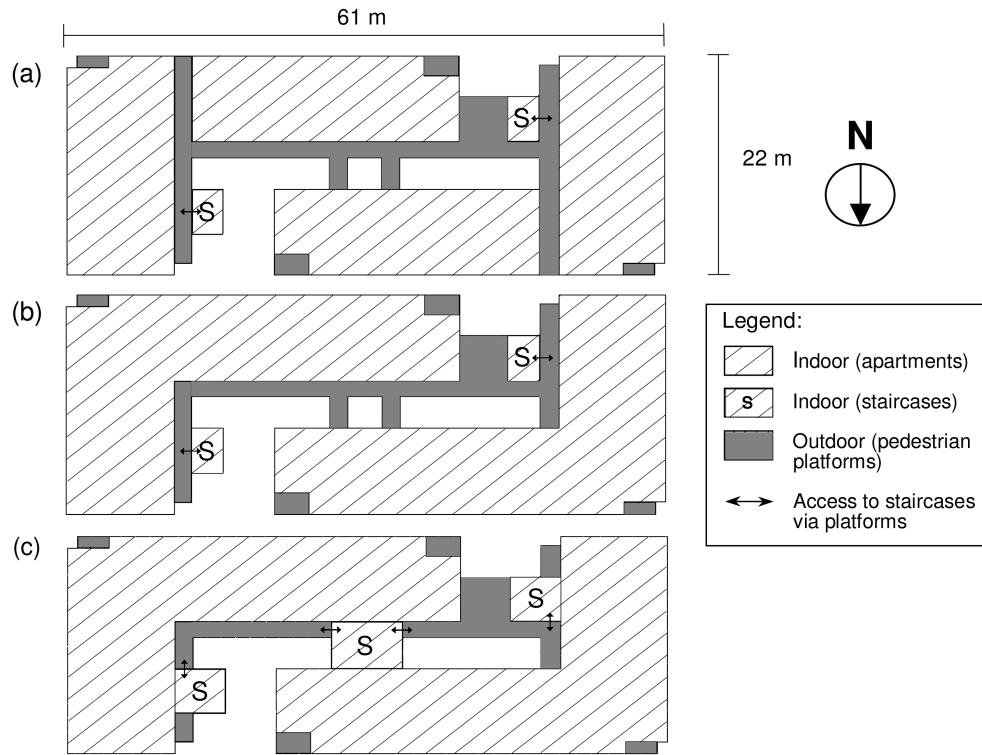 61 m
(a)
S
S
22 m
N
(b)
S
S
Legend:
Indoor (apartments)
S
Indoor (staircases)
Outdoor (pedestrian
platforms)
Access to staircases
via platforms
(c)
S
S
S